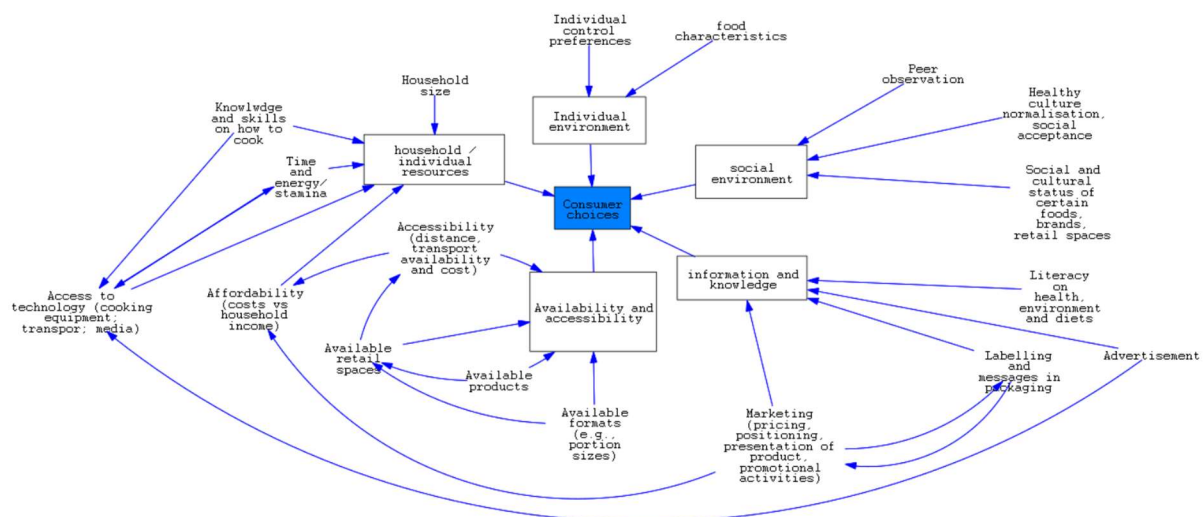 Individual
control
preferences
food
characteristics
Peer
observation
Household
size
Healthy
culture
normalisation,
social
acceptance
Knowlwdge
and skills
on how to
cook
Individual
environment
household /
individual
resources
Time
and
energy/
stamina
social
environment
Social and
cultural
status of
certain
foods,
brands,
retail spaces
Consumer
choices
Accessibility
(distance,
transport
availability
and cost)
information and
knowledge
Literacy
on
health,
environment
and diets
Access to
technology (cooking
equipment;
transpor; media)
Affordability
(costs vs
household
income)
Availability and
accessibility
Available
retail
spaces
Available
products
Labelling
and
messages in
packaging
Advertisement
Available
formats
(e.g.,
portion
sizes)
Marketing
(pricing,
positioning,
presentation of
product,
promotional
activities)